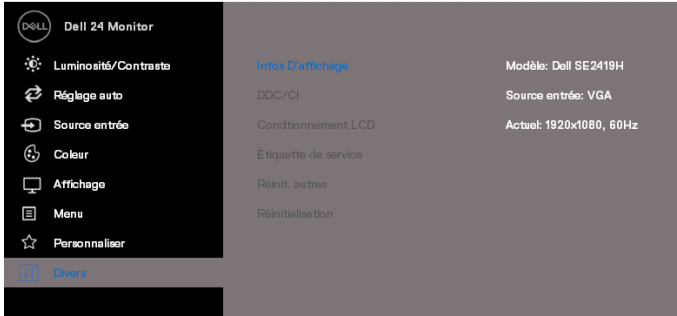 DELL
Dell 24 Monitor
Luminosité/Contraste
Réglage auto
Source entrée
Coleur
Affichage
Menu
Personnaliser
Divers
Infos D'affichage
DDC/CI
Condtionnement LCD
Étiquette de service
Réinit. autres
Réinitialisation
Modèle: Dell SE2419H
Source entrée: VGA
Actuel: 1920x1080, 60Hz